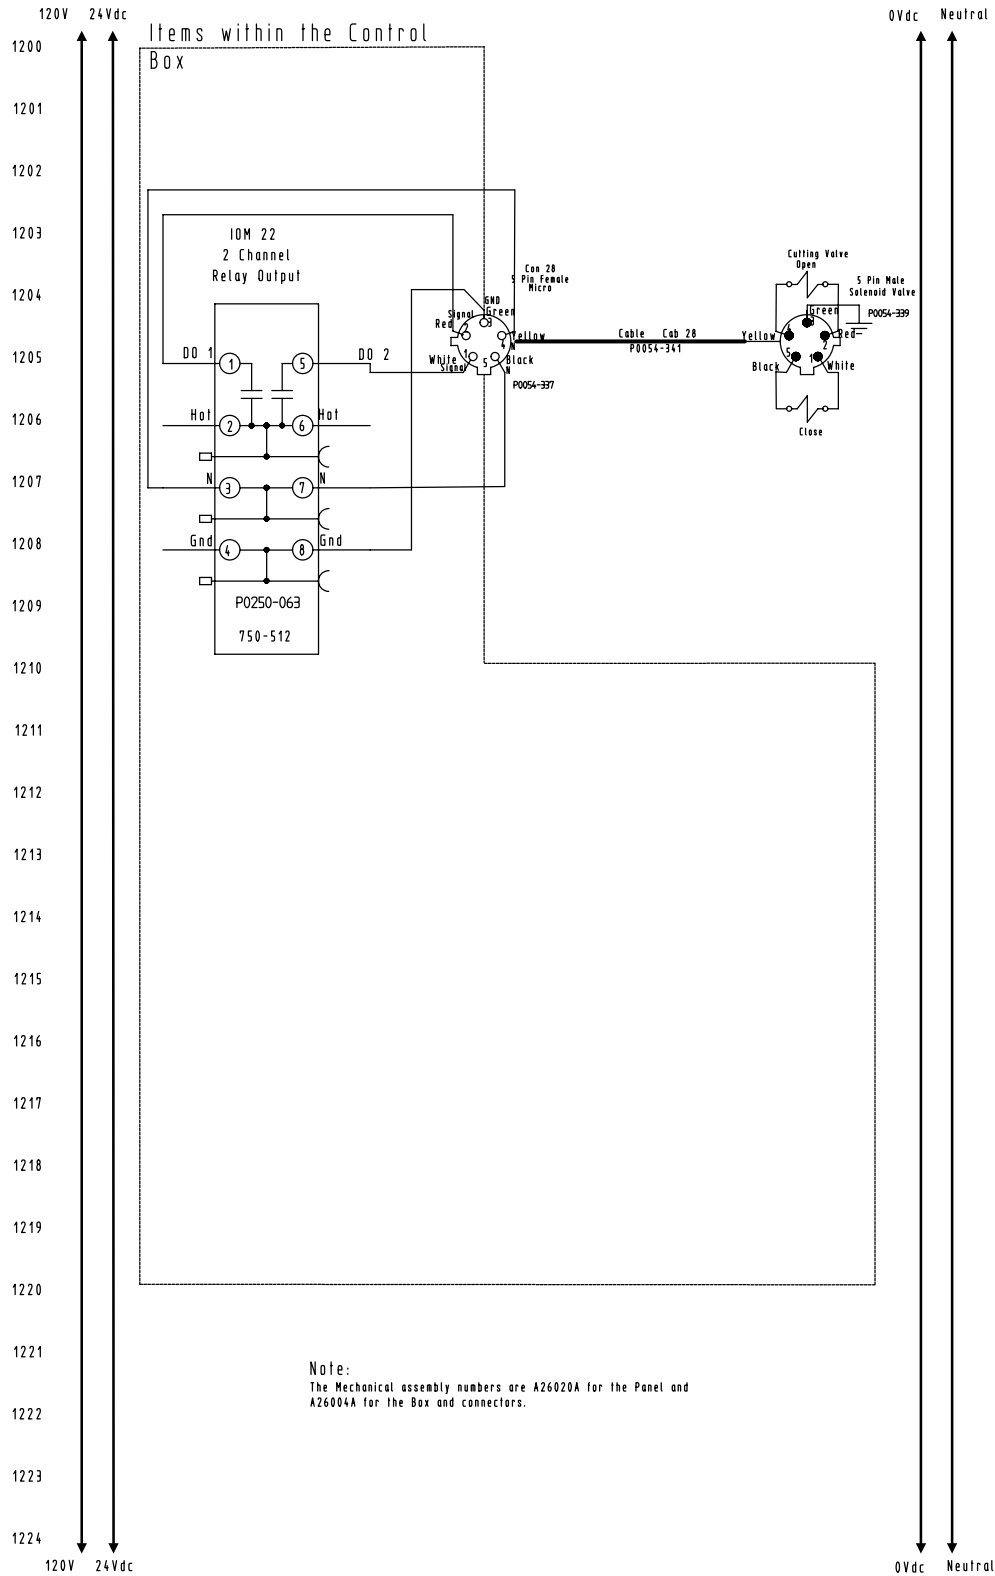 120V 24Vdc
0Vdc Neutral
Items within the Control
Box
1200
1201
1202
1203
1204
1205
1206
1207
1208
1209
1210
1211
1212
1213
1214
1215
1216
1217
1218
1219
1220
1221
1222
1223
1224
IOM 22
2 Channel
Relay Output
DO 1
1
5
DO 2
Hot
2
6
Hot
N
3
7
N
Gnd
4
8
Gnd
P0250-063
750-512
Con 28
5 Pin Female
Micro
GND
Green
Signal
Red
2
3
4
Yellow
N
White
Signal
1
5
Black
N
P0054-337
Cable Cab 28
P0054-341
Cutting Valve
Open
5 Pin Male
Solenoid Valve
P0054-339
Green
Yellow
4
2
Red
Black
5
1
White
Close
Note:
The Mechanical assembly numbers are A26020A for the Panel and
A26004A for the Box and connectors.
120V 24Vdc
0Vdc Neutral